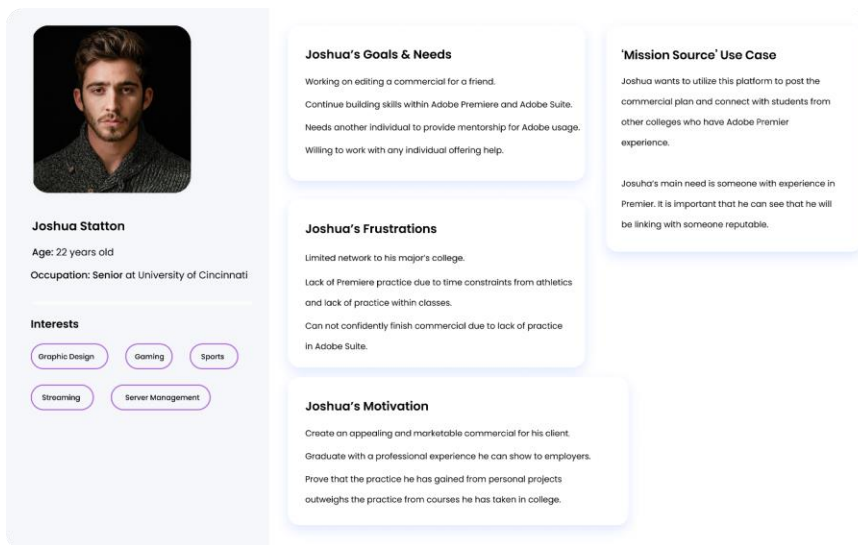 Joshua Statton
Age: 22 years old
Occupation: Senior at University of Cincinnati
Interests
Graphic Design
Gaming
Sports
Streaming
Server Management
Joshua's Goals & Needs
Working on editing a commercial for a friend.
Continue building skills within Adobe Premiere and Adobe Suite.
Needs another individual to provide mentorship for Adobe usage.
Willing to work with any individual offering help.
Joshua's Frustrations
Limited network to his major's college.
Lack of Premiere practice due to time constraints from athletics
and lack of practice within classes.
Can not confidently finish commercial due to lack of practice
in Adobe Suite.
Joshua's Motivation
Create an appealing and marketable commercial for his client.
Graduate with a professional experience he can show to employers.
Prove that the practice he has gained from personal projects
outweighs the practice from courses he has taken in college.
'Mission Source' Use Case
Joshua wants to utilize this platform to post the
commercial plan and connect with students from
other colleges who have Adobe Premier
experience.
Josuha's main need is someone with experience in
Premier. It is important that he can see that he will
be linking with someone reputable.